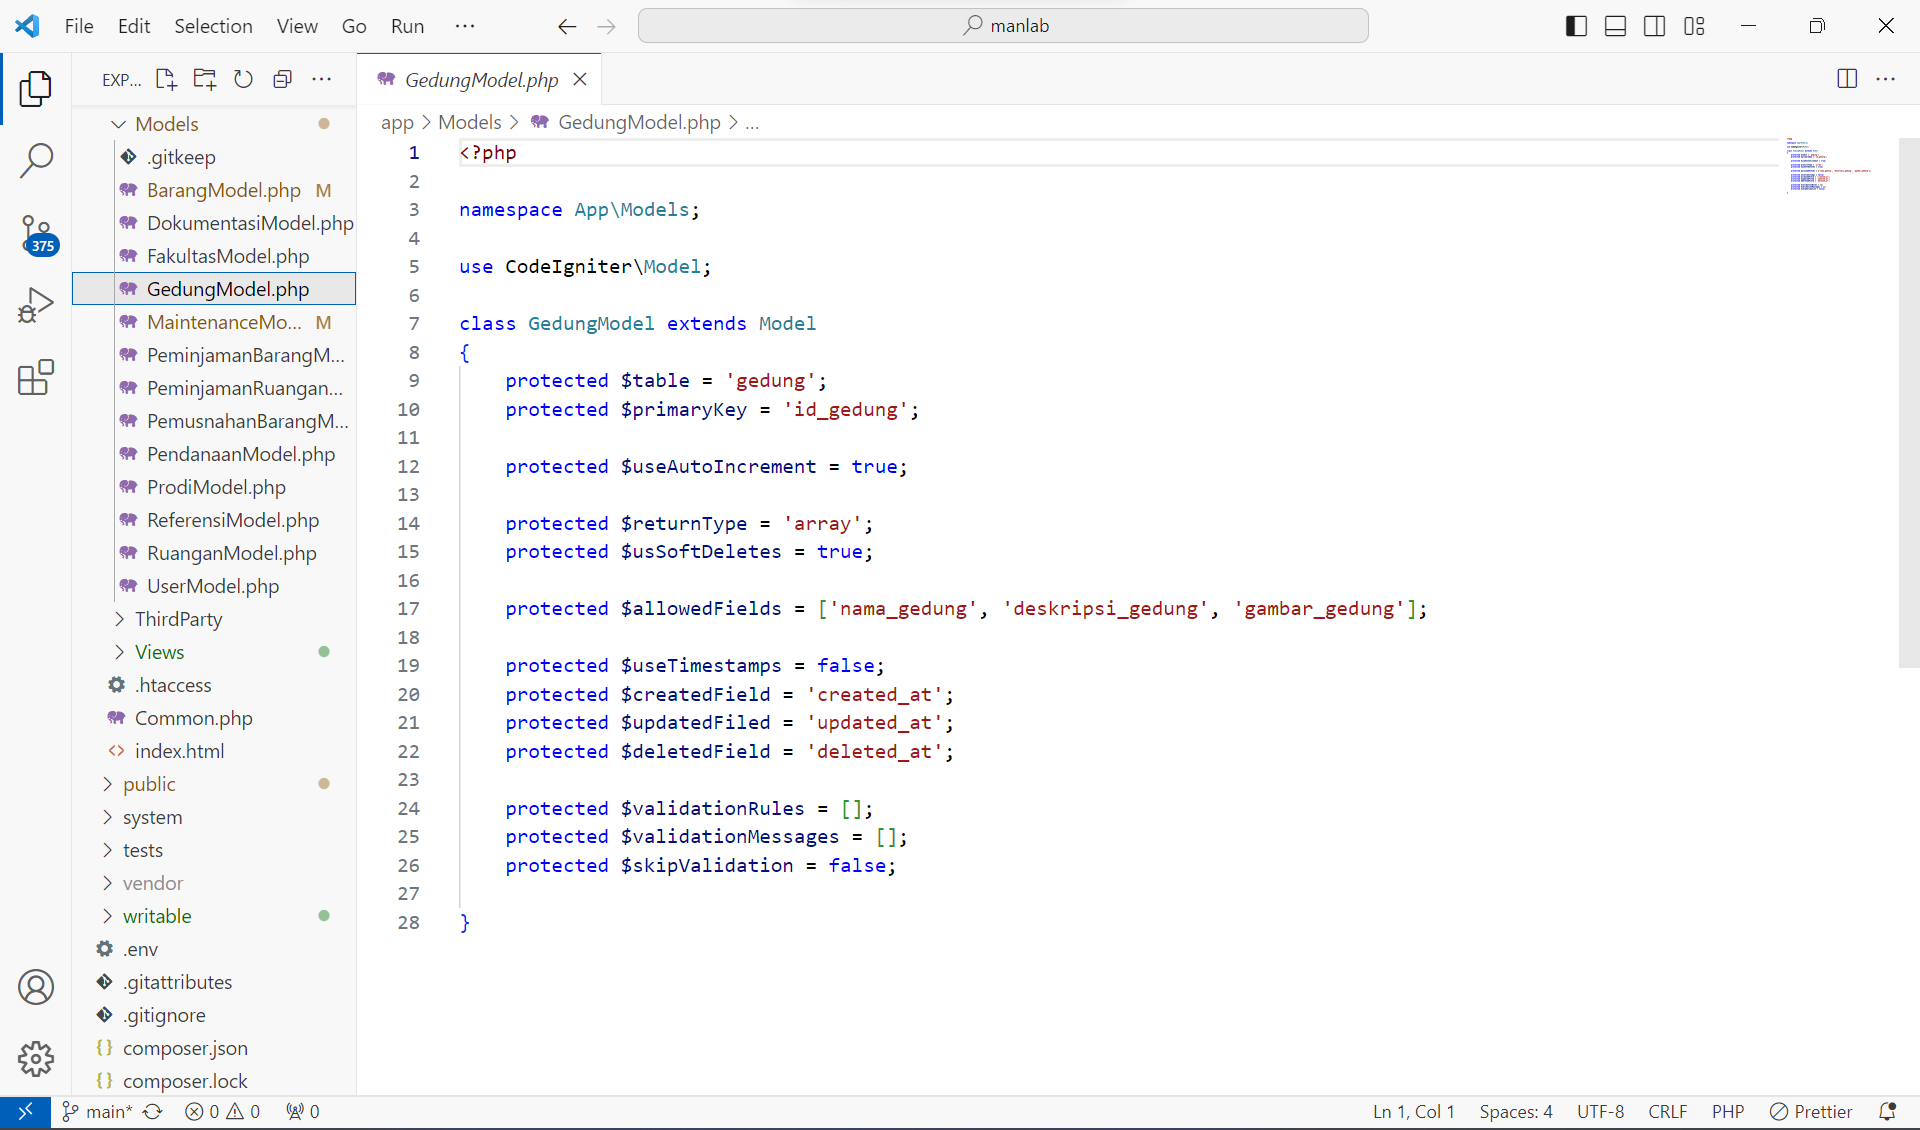 File Edit Selection View Go Run ···
manlab
EXP...
Models
.gitkeep
BarangModel.php M
DokumentasiModel.php
FakultasModel.php
GedungModel.php
MaintenanceMo... M
PeminjamanBarangM...
PeminjamanRuangan...
PemusnahanBarangM...
PendanaanModel.php
ProdiModel.php
ReferensiModel.php
RuanganModel.php
UserModel.php
ThirdParty
Views
.htaccess
Common.php
index.html
public
system
tests
vendor
writable
.env
.gitattributes
.gitignore
composer.json
composer.lock
375
GedungModel.php
app > Models > GedungModel.php > ...
1 <?php
2
3 namespace App\Models;
4
5 use CodeIgniter\Model;
6
7 class GedungModel extends Model
8 {
9 protected $table = 'gedung';
10 protected $primaryKey = 'id_gedung';
11
12 protected $useAutoIncrement = true;
13
14 protected $returnType = 'array';
15 protected $usSoftDeletes = true;
16
17 protected $allowedFields = ['nama_gedung', 'deskripsi_gedung', 'gambar_gedung'];
18
19 protected $useTimestamps = false;
20 protected $createdField = 'created_at';
21 protected $updatedFiled = 'updated_at';
22 protected $deletedField = 'deleted_at';
23
24 protected $validationRules = [];
25 protected $validationMessages = [];
26 protected $skipValidation = false;
27
28 }
main* 0 0 0
Ln 1, Col 1 Spaces: 4 UTF-8 CRLF PHP Prettier